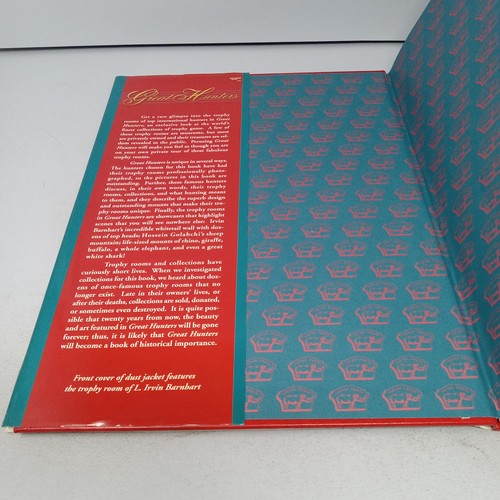 Great Hunters
Get a rare glimpse into the trophy
rooms of top international hunters in Great
Hunters, an exclusive look at the world's
finest collections of trophy game. A few of
these trophy rooms are museums, but most
are privately owned and their treasures are sel-
dom revealed to the public. Perusing Great
Hunters will make you feel as though you are
on your own private tour of these fabulous
trophy rooms.
Great Hunters is unique in several ways.
The hunters chosen for this book have had
their trophy rooms professionally photo-
graphed, so the pictures in this book are
outstanding. Further, these famous hunters
discuss, in their own words, their trophy
rooms, collections, and what hunting means
to them, and they describe the superb design
and outstanding mounts that make their tro-
phy rooms unique. Finally, the trophy rooms
in Great Hunters are showcases that highlight
scenes that you will see nowhere else: Irvin
Barnhart's incredible whitetail wall with doz-
ens of top heads; Hossein Golabchi's sheep
mountain; life-sized mounts of rhino, giraffe,
buffalo, a whole elephant, and even a great
white shark!
Trophy rooms and collections have
curiously short lives. When we investigated
collections for this book, we heard about doz-
ens of once-famous trophy rooms that no
longer exist. Late in their owners' lives, or
after their deaths, collections are sold, donated,
or sometimes even destroyed. It is quite pos-
sible that twenty years from now, the beauty
and art featured in Great Hunters will be gone
forever; thus, it is likely that Great Hunters
will become a book of historical importance.
Front cover of dust jacket features
the trophy room of L. Irvin Barnhart